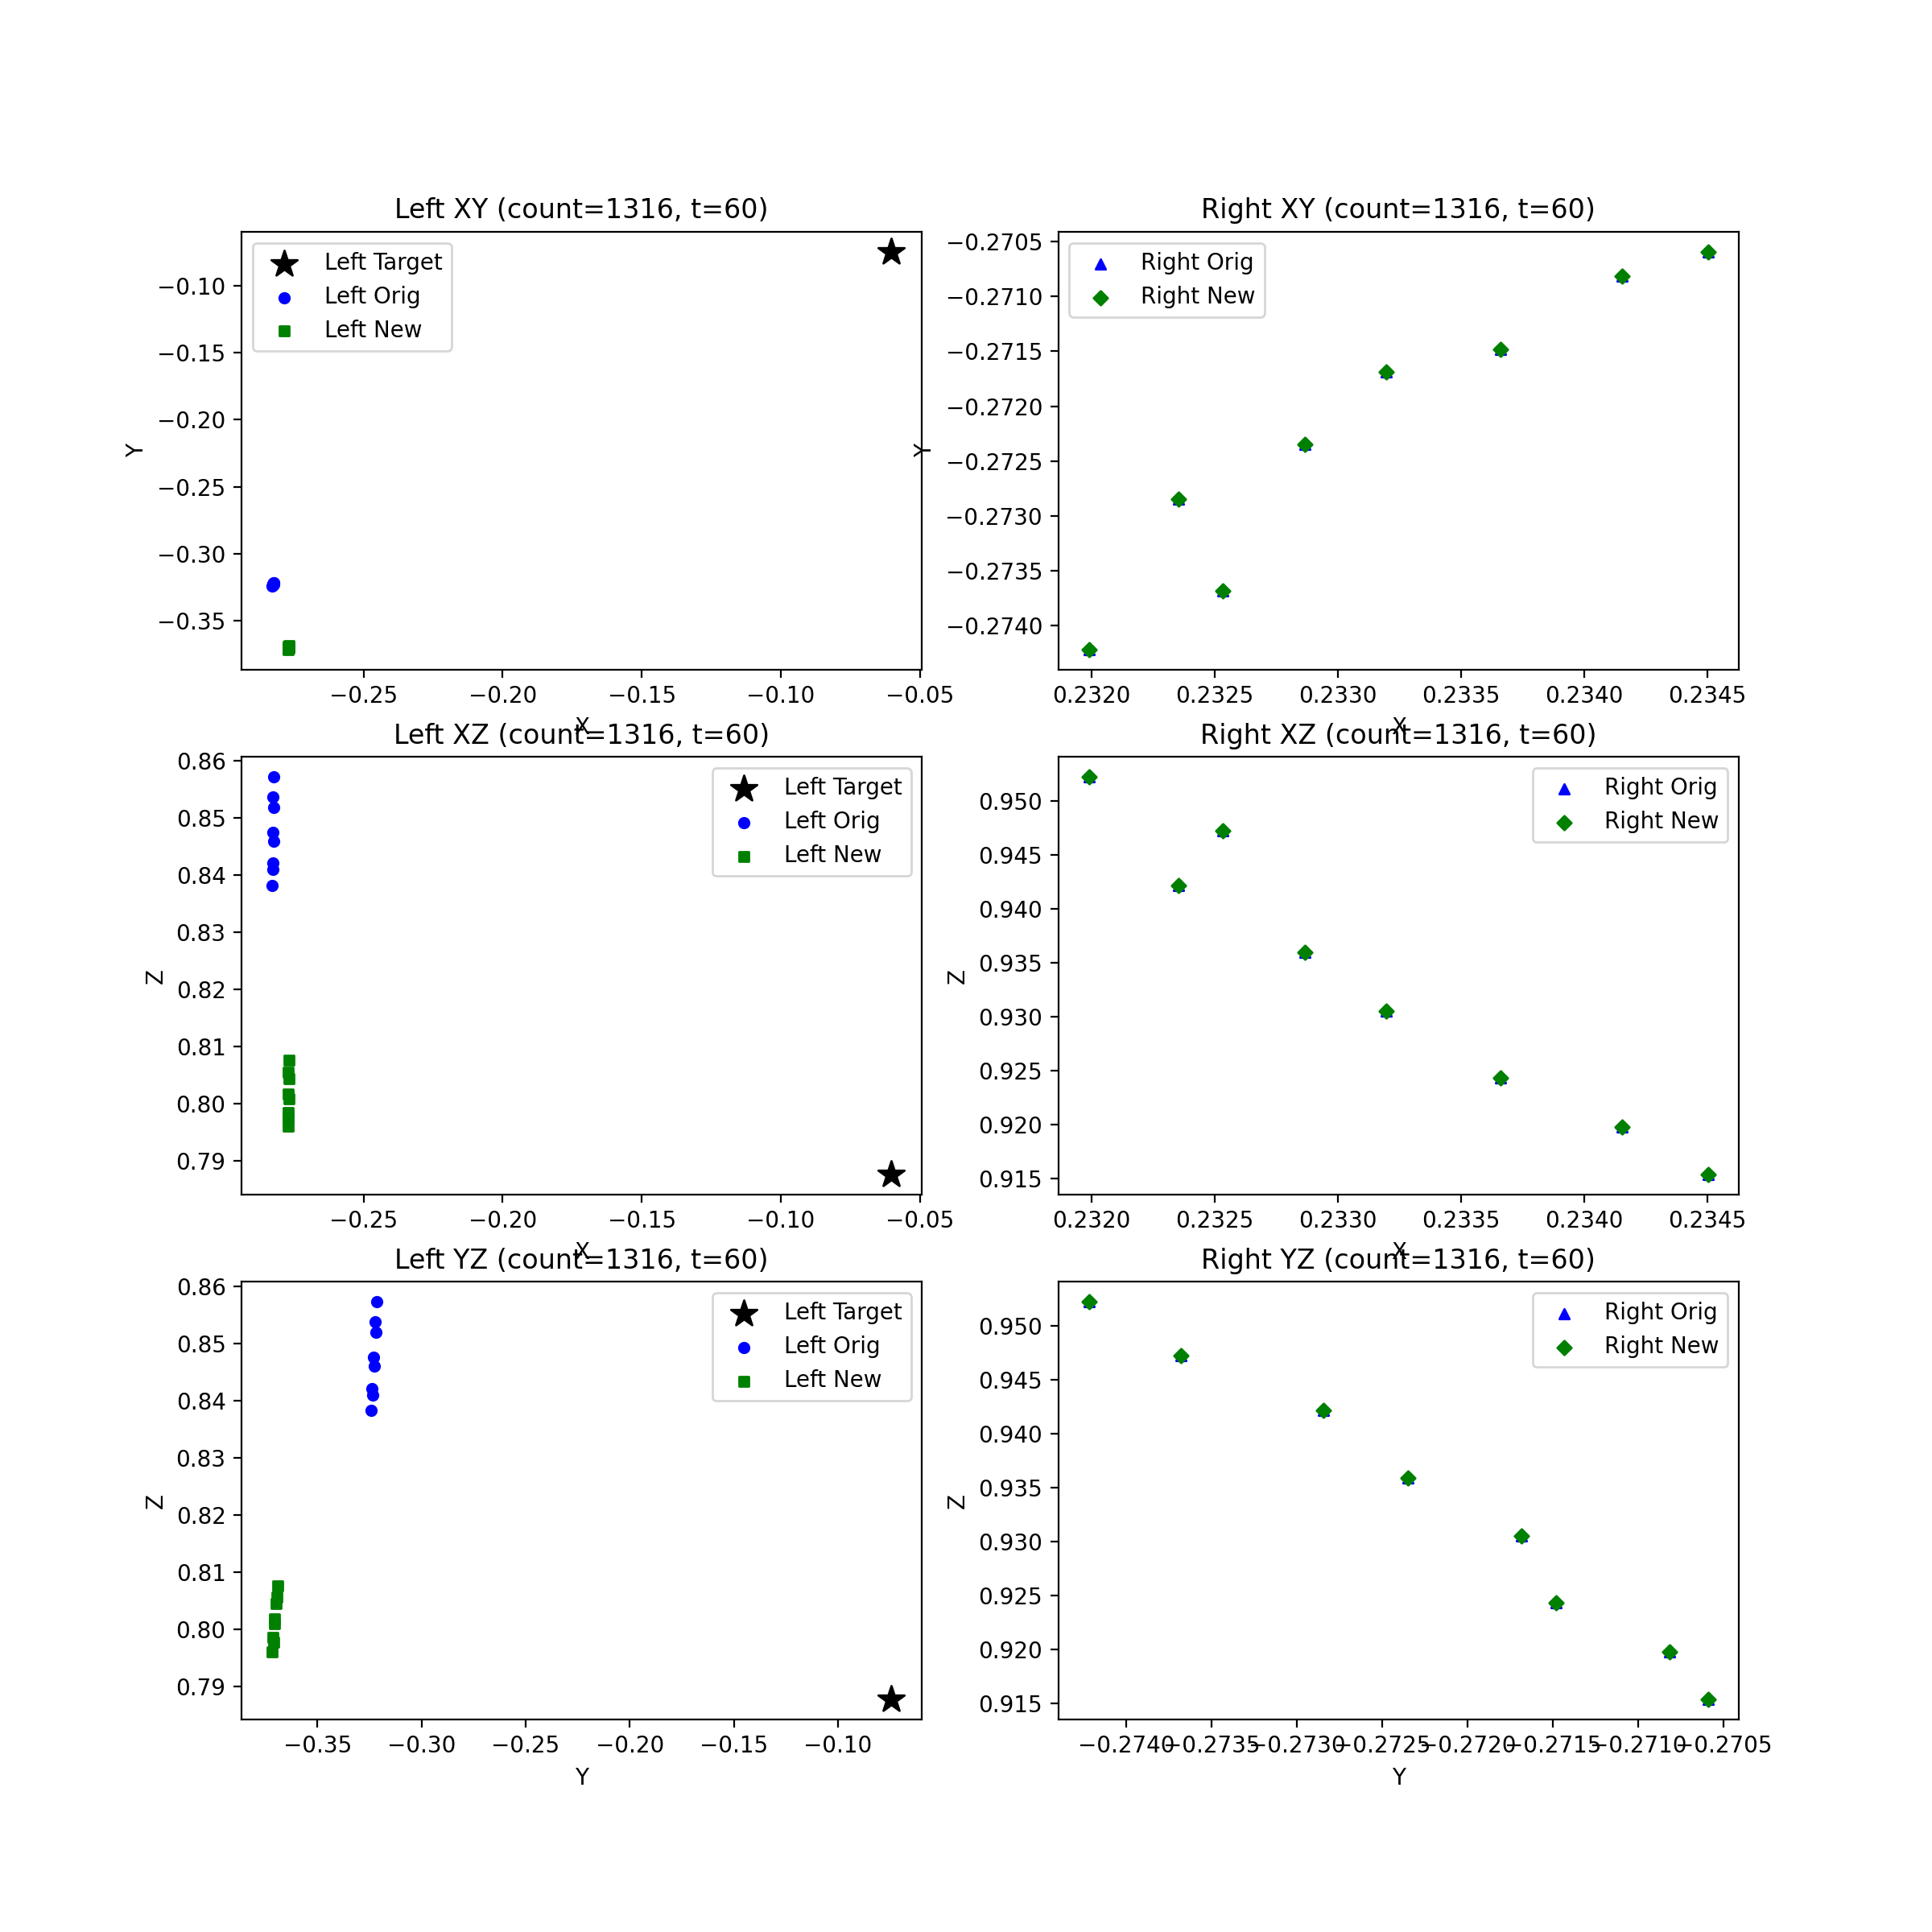 Left XY (count=1316, t=60)
Left Target
Left Orig
Left New
−0.10
−0.15
−0.20
−0.25
−0.30
−0.35
Y
−0.25
−0.20
−0.15
−0.10
−0.05
X
Right XY (count=1316, t=60)
Right Orig
Right New
−0.2705
−0.2710
−0.2715
−0.2720
−0.2725
−0.2730
−0.2735
−0.2740
Y
0.2320
0.2325
0.2330
0.2335
0.2340
0.2345
X
Left XZ (count=1316, t=60)
Left Target
Left Orig
Left New
0.86
0.85
0.84
0.83
0.82
0.81
0.80
0.79
Z
−0.25
−0.20
−0.15
−0.10
−0.05
X
Right XZ (count=1316, t=60)
Right Orig
Right New
0.950
0.945
0.940
0.935
0.930
0.925
0.920
0.915
Z
0.2320
0.2325
0.2330
0.2335
0.2340
0.2345
X
Left YZ (count=1316, t=60)
Left Target
Left Orig
Left New
0.86
0.85
0.84
0.83
0.82
0.81
0.80
0.79
Z
−0.35
−0.30
−0.25
−0.20
−0.15
−0.10
Y
Right YZ (count=1316, t=60)
Right Orig
Right New
0.950
0.945
0.940
0.935
0.930
0.925
0.920
0.915
Z
−0.2740
−0.2735
−0.2730
−0.2725
−0.2720
−0.2715
−0.2710
−0.2705
Y